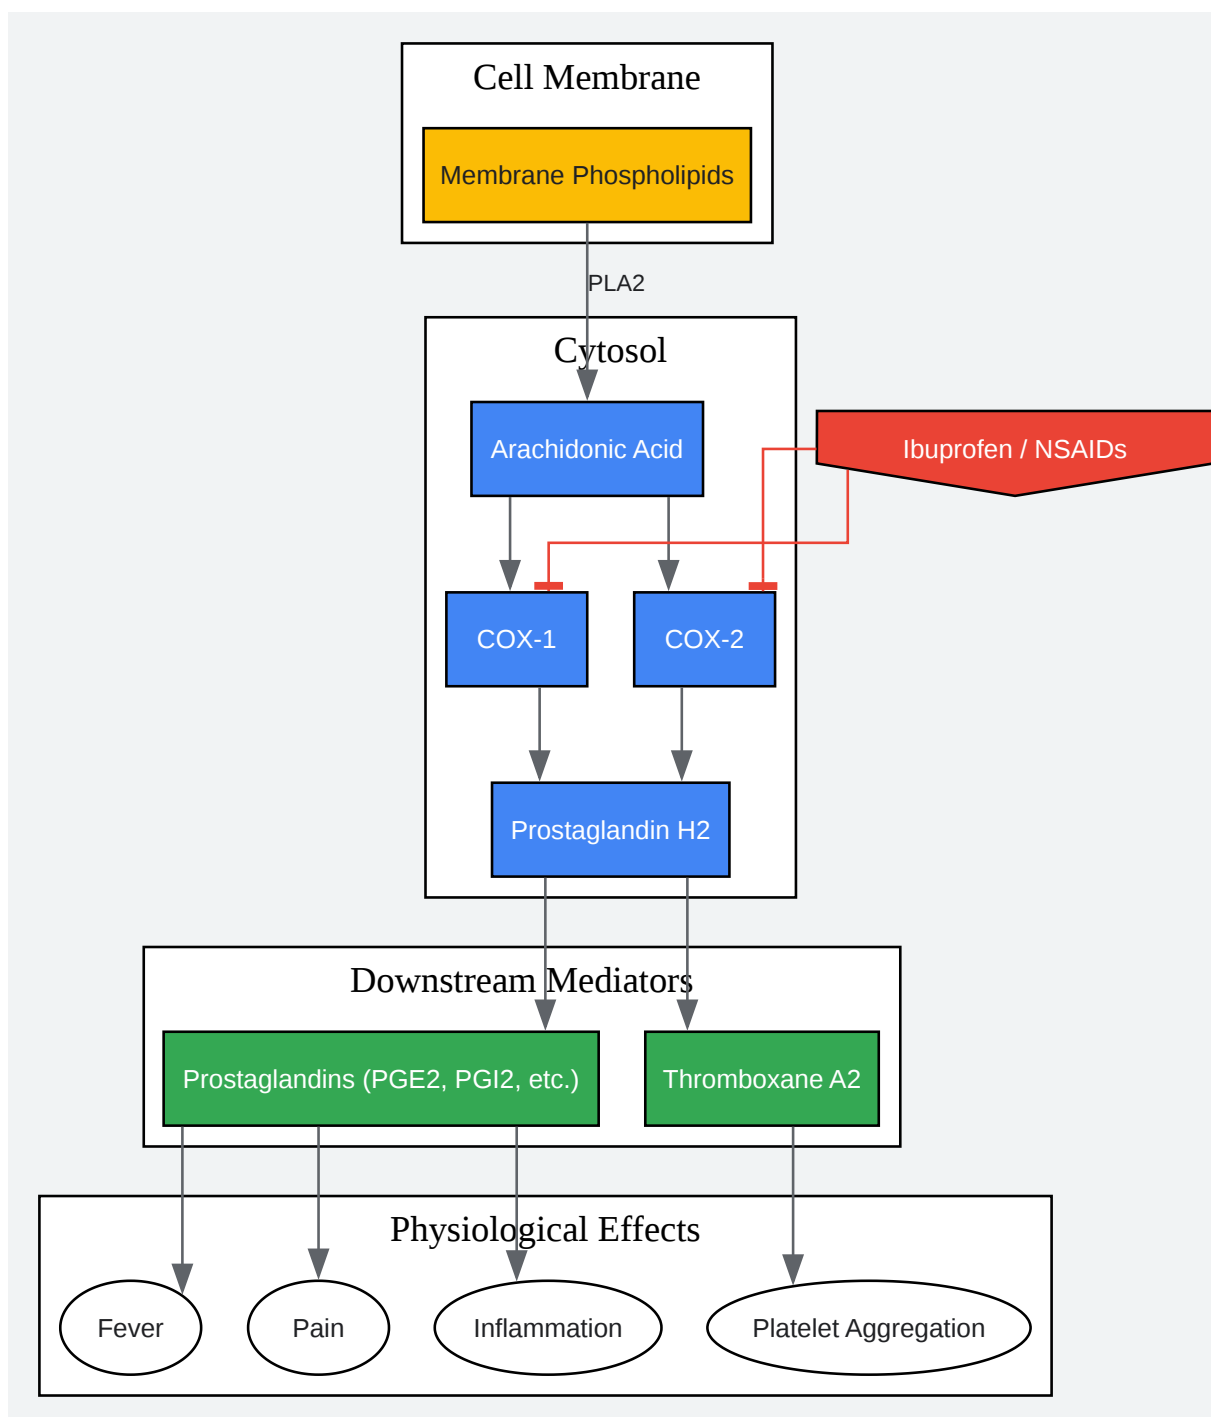 Cell Membrane
Membrane Phospholipids
PLA2
Cytosol
Arachidonic Acid
Ibuprofen / NSAIDs
COX-1
COX-2
Prostaglandin H2
Downstream Mediators
Prostaglandins (PGE2, PGI2, etc.)
Thromboxane A2
Physiological Effects
Fever
Pain
Inflammation
Platelet Aggregation